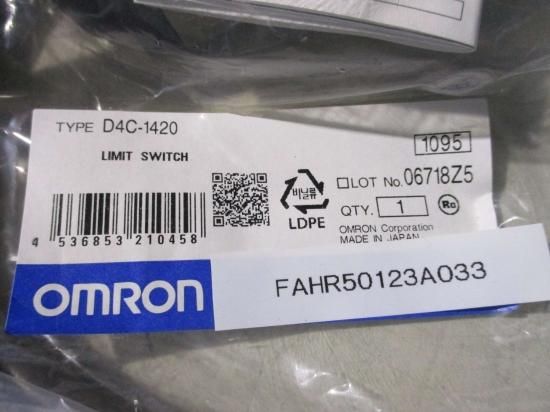 TYPE D4C-1420
LIMIT SWITCH
1095
LOT No. 06718Z5
QTY. 1
비닐류
LDPE
OMRON Corporation
MADE IN JAPAN
4 536853 210458
OMRON
FAHR50123A033